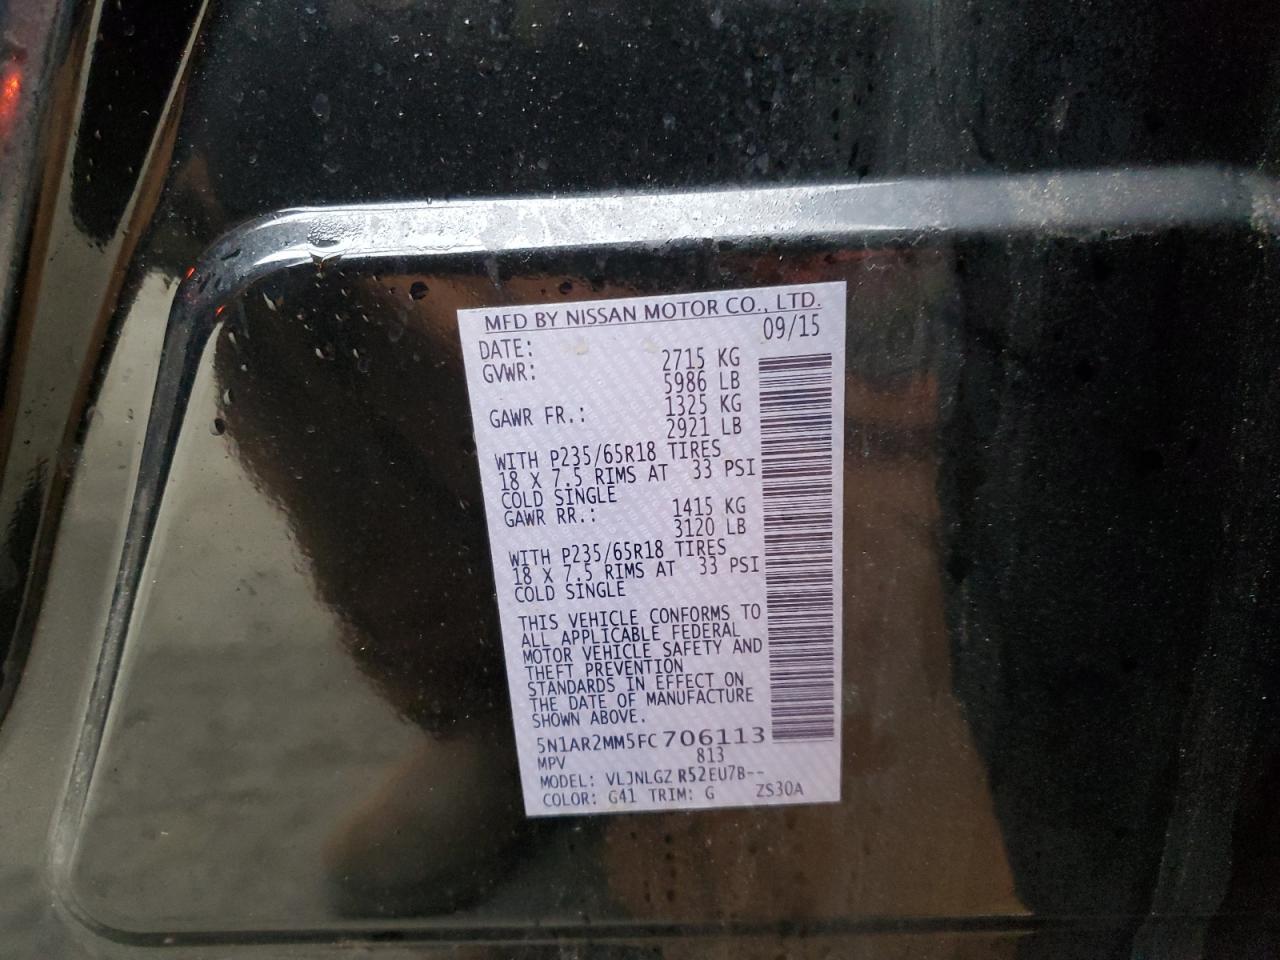 MFD BY NISSAN MOTOR CO., LTD.
DATE: 09/15
GVWR: 2715 KG
5986 LB
GAWR FR.: 1325 KG
2921 LB
WITH P235/65R18 TIRES
18 X 7.5 RIMS AT 33 PSI
COLD SINGLE
GAWR RR.: 1415 KG
3120 LB
WITH P235/65R18 TIRES
18 X 7.5 RIMS AT 33 PSI
COLD SINGLE
THIS VEHICLE CONFORMS TO
ALL APPLICABLE FEDERAL
MOTOR VEHICLE SAFETY AND
THEFT PREVENTION
STANDARDS IN EFFECT ON
THE DATE OF MANUFACTURE
SHOWN ABOVE.
5N1AR2MM5FC706113
MPV 813
MODEL: VLJNLGZ R52EU7B--
COLOR: G41 TRIM: G ZS30A